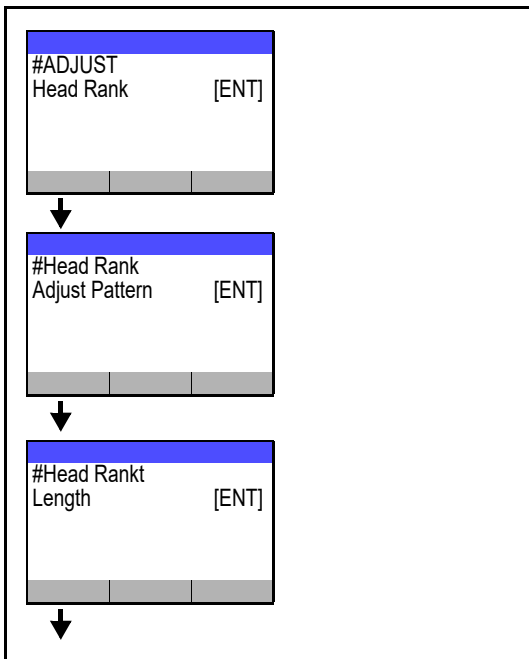 #ADJUST
Head Rank [ENT]
#Head Rank
Adjust Pattern [ENT]
#Head Rankt
Length [ENT]